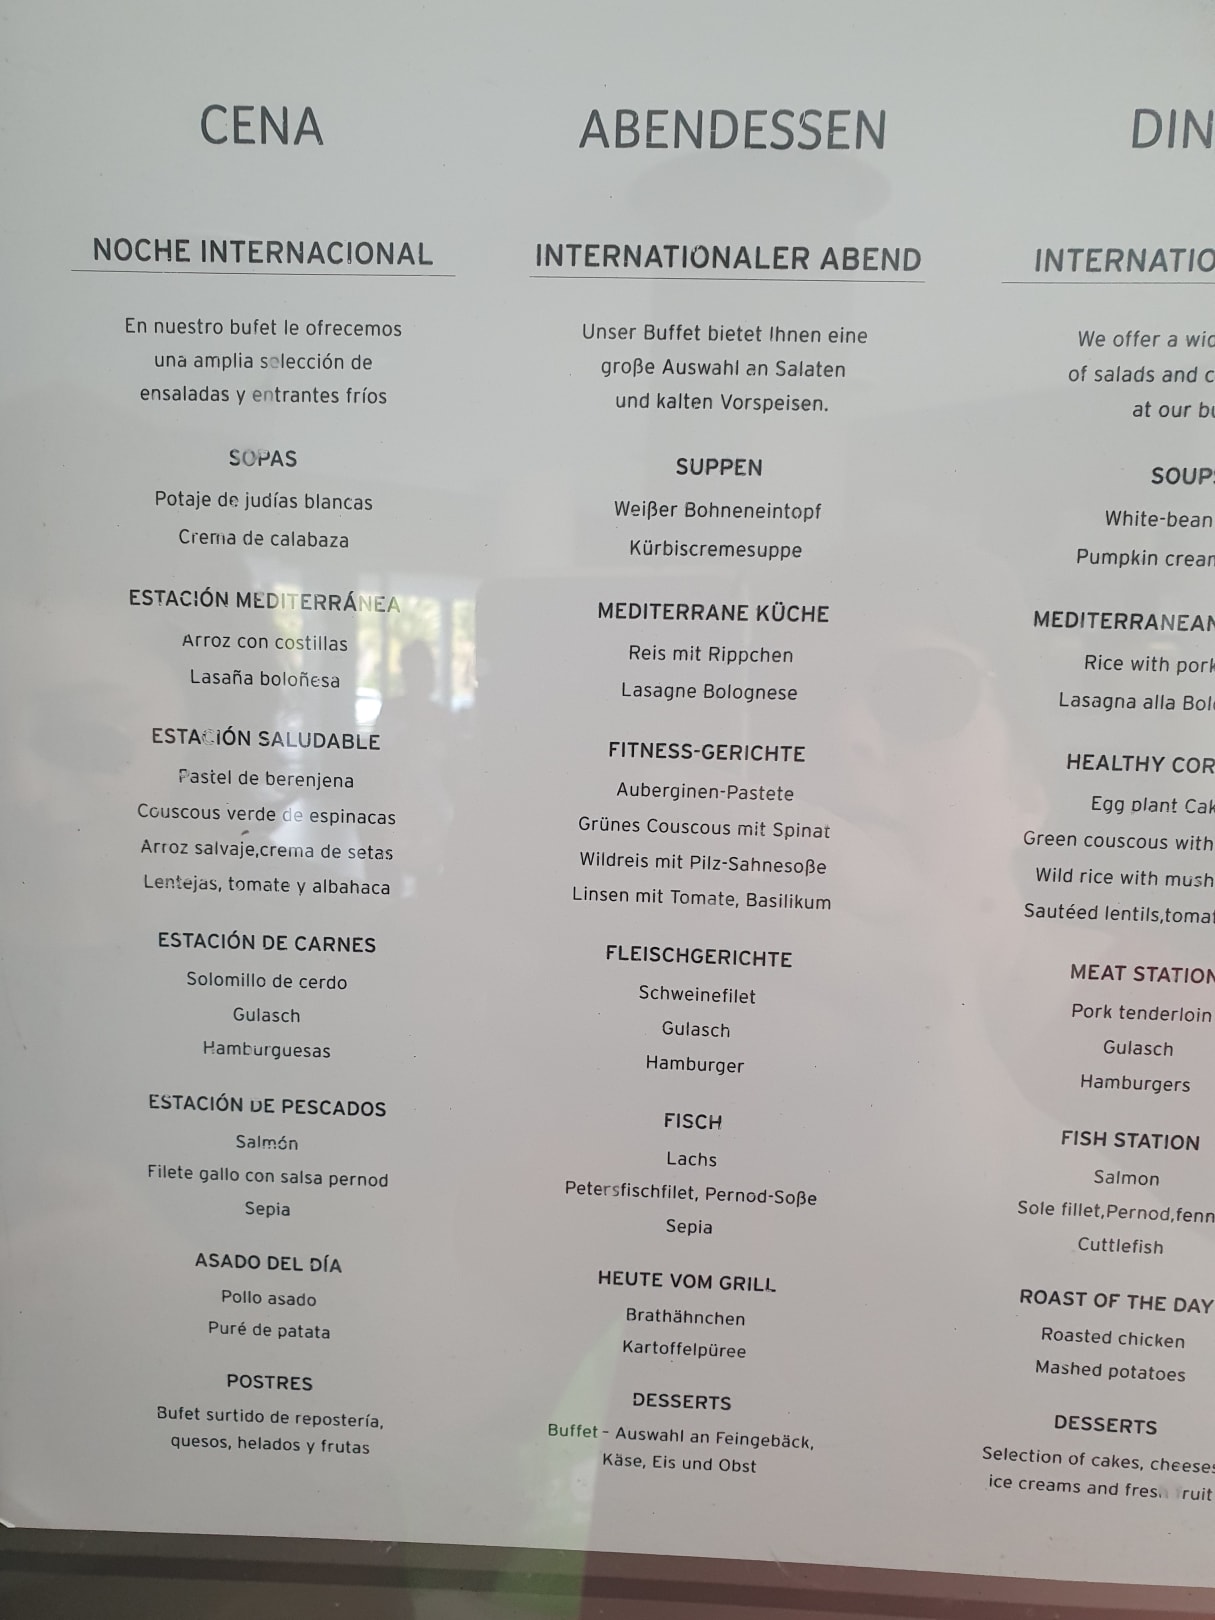 CENA
NOCHE INTERNACIONAL
En nuestro bufet le ofrecemos
una amplia selección de
ensaladas y entrantes fríos
SOPAS
Potaje de judías blancas
Crema de calabaza
ESTACIÓN MEDITERRÁNEA
Arroz con costillas
Lasaña boloñesa
ESTACIÓN SALUDABLE
Pastel de berenjena
Couscous verde de espinacas
Arroz salvaje,crema de setas
Lentejas, tomate y albahaca
ESTACIÓN DE CARNES
Solomillo de cerdo
Gulasch
Hamburguesas
ESTACIÓN DE PESCADOS
Salmón
Filete gallo con salsa pernod
Sepia
ASADO DEL DÍA
Pollo asado
Puré de patata
POSTRES
Bufet surtido de repostería,
quesos, helados y frutas
ABENDESSEN
INTERNATIONALER ABEND
Unser Buffet bietet Ihnen eine
große Auswahl an Salaten
und kalten Vorspeisen.
SUPPEN
Weißer Bohneneintopf
Kürbiscremesuppe
MEDITERRANE KÜCHE
Reis mit Rippchen
Lasagne Bolognese
FITNESS-GERICHTE
Auberginen-Pastete
Grünes Couscous mit Spinat
Wildreis mit Pilz-Sahnesoße
Linsen mit Tomate, Basilikum
FLEISCHGERICHTE
Schweinefilet
Gulasch
Hamburger
FISCH
Lachs
Petersfischfilet, Pernod-Soße
Sepia
HEUTE VOM GRILL
Brathähnchen
Kartoffelpüree
DESSERTS
Buffet - Auswahl an Feingebäck,
Käse, Eis und Obst
DIN
INTERNATIO
We offer a wid
of salads and c
at our bu
SOUPS
White-bean
Pumpkin cream
MEDITERRANEAN
Rice with pork
Lasagna alla Bol
HEALTHY COR
Egg plant Cak
Green couscous with
Wild rice with mush
Sautéed lentils,tomat
MEAT STATION
Pork tenderloin
Gulasch
Hamburgers
FISH STATION
Salmon
Sole fillet,Pernod,fenn
Cuttlefish
ROAST OF THE DAY
Roasted chicken
Mashed potatoes
DESSERTS
Selection of cakes, cheeses
ice creams and fresh fruit